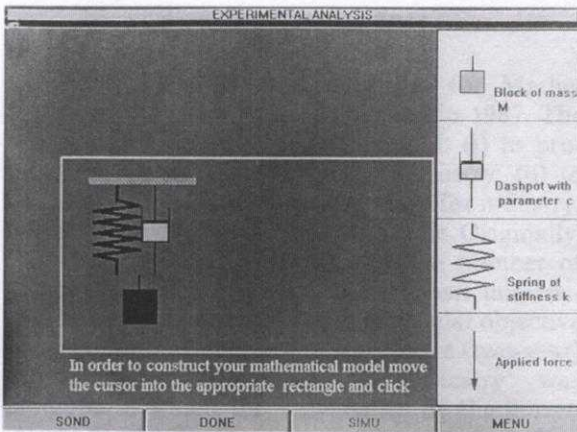 EXPERIMENTAL ANALYSIS
Block of mass
M
Dashpot with
parameter c
Spring of
stiffness k
Applied force
In order to construct your mathematical model move
the cursor into the appropriate rectangle and click
SOND
DONE
SIMU
MENU